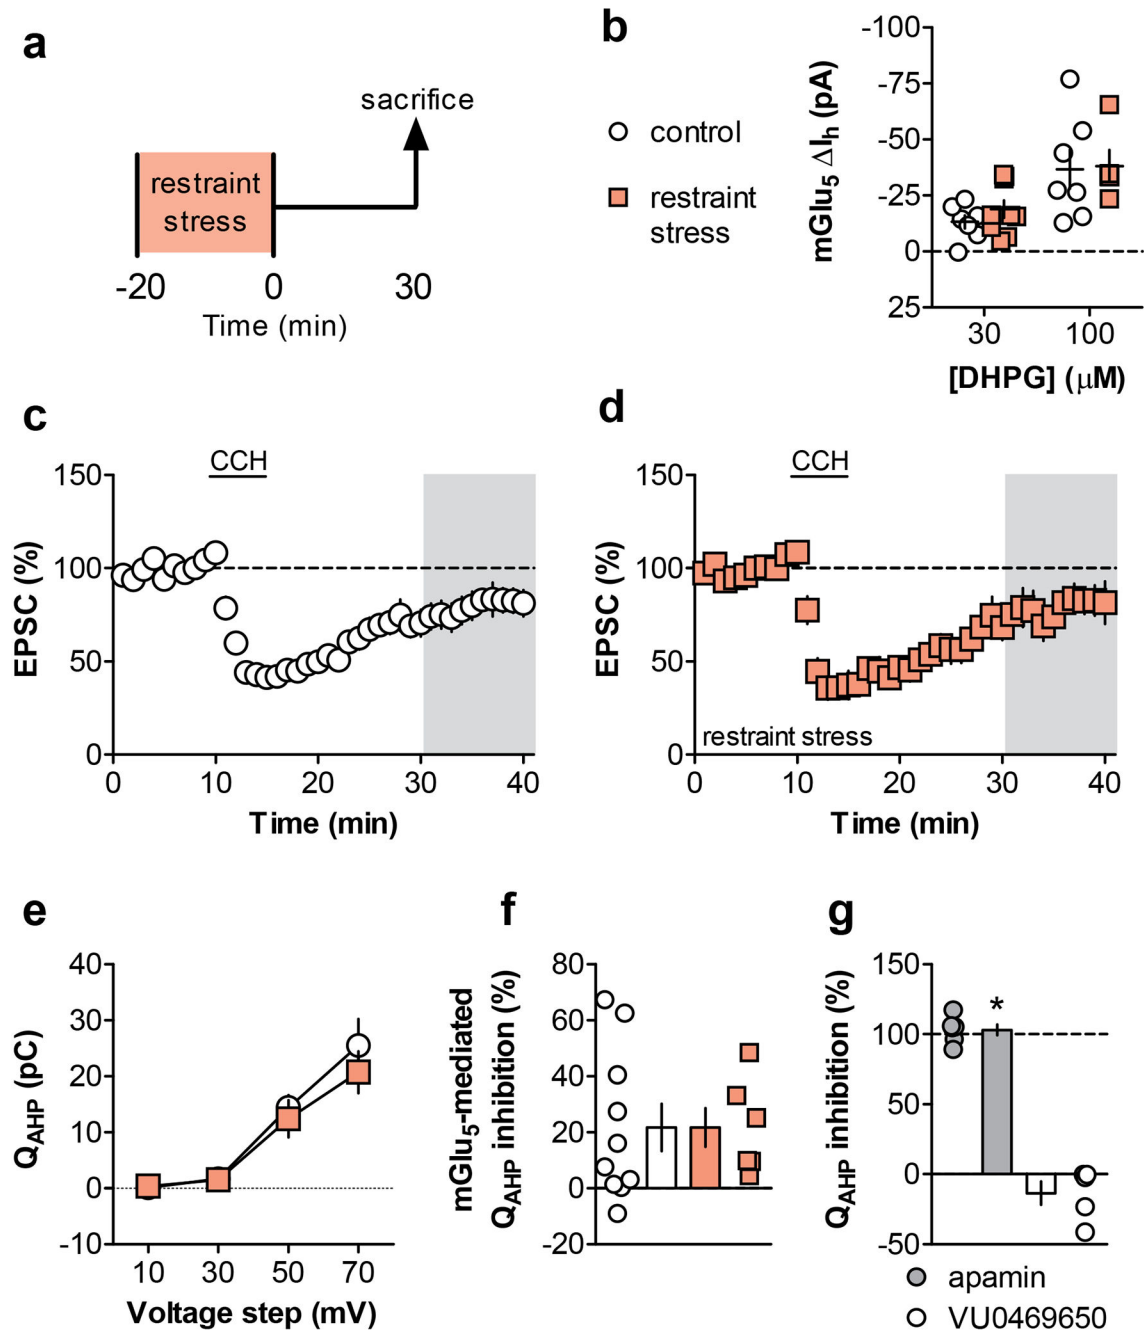 a
sacrifice
restraint
stress
-20
0
30
Time (min)
b
control
restraint
stress
mGlu5 ΔIh (pA)
-100
-75
-50
-25
0
25
30
100
[DHPG] (μM)
c
CCH
EPSC (%)
150
100
50
0
0
10
20
30
40
Time (min)
d
CCH
EPSC (%)
150
100
50
0
restraint stress
0
10
20
30
40
Time (min)
e
QAHP (pC)
40
30
20
10
0
-10
10
30
50
70
Voltage step (mV)
f
mGlu5-mediated
QAHP inhibition (%)
80
60
40
20
0
-20
g
QAHP inhibition (%)
150
100
50
0
-50
*
apamin
VU0469650